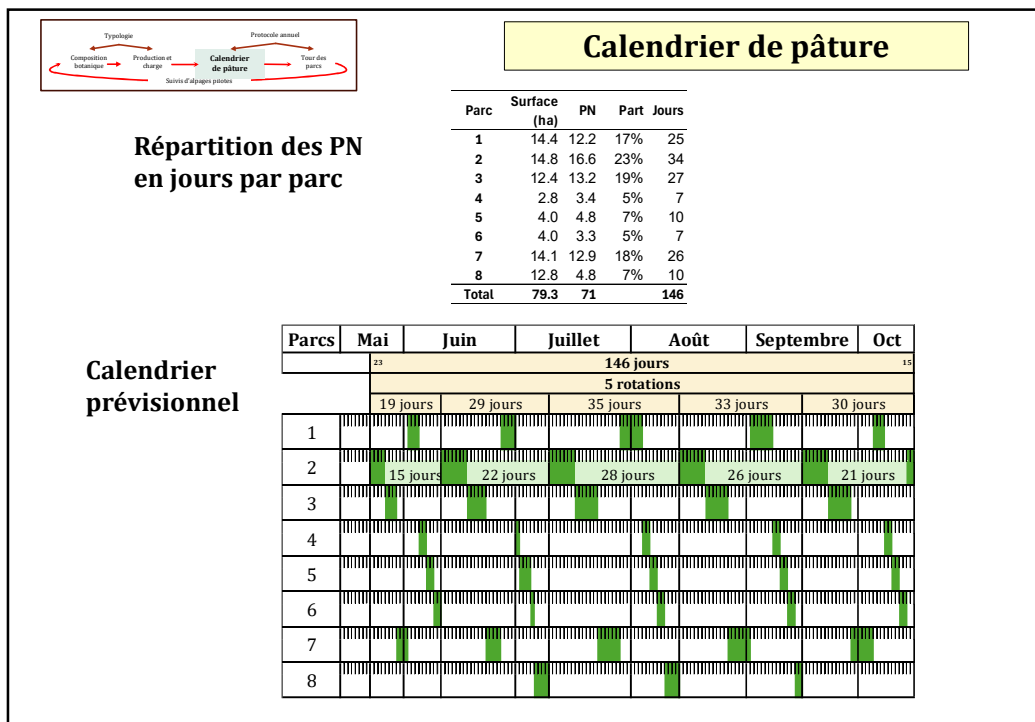 Typologie Protocole annuel
Composition botanique Production et charge Calendrier de pâture Tour des parcs
Suivis d'alpages pilotes
Calendrier de pâture
Répartition des PN
en jours par parc
Parc Surface (ha) PN Part Jours
1 14.4 12.2 17% 25
2 14.8 16.6 23% 34
3 12.4 13.2 19% 27
4 2.8 3.4 5% 7
5 4.0 4.8 7% 10
6 4.0 3.3 5% 7
7 14.1 12.9 18% 26
8 12.8 4.8 7% 10
Total 79.3 71 146
Calendrier
prévisionnel
Parcs Mai Juin Juillet Août Septembre Oct
23 146 jours 15
5 rotations
19 jours 29 jours 35 jours 33 jours 30 jours
1
2 15 jours 22 jours 28 jours 26 jours 21 jours
3
4
5
6
7
8